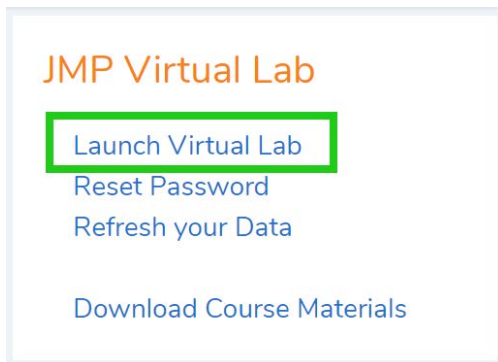 JMP Virtual Lab
Launch Virtual Lab
Reset Password
Refresh your Data
Download Course Materials